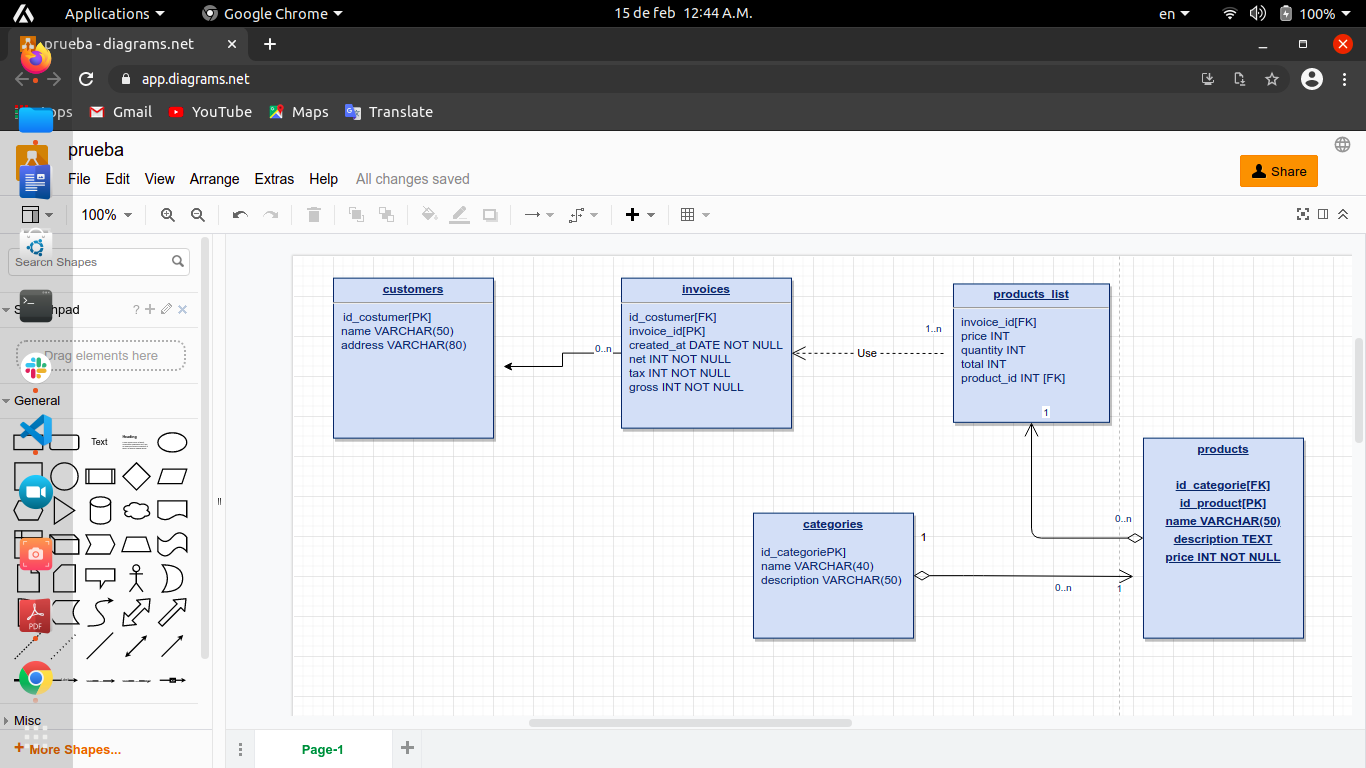 Applications
Google Chrome
15 de feb 12:44 A.M.
en
100%
prueba - diagrams.net
app.diagrams.net
Gmail
YouTube
Maps
Translate
prueba
File
Edit
View
Arrange
Extras
Help
All changes saved
Share
100%
Search Shapes
Drag elements here
General
Text
Heading
Misc
+ More Shapes...
PDF
customers
id_costumer[PK]
name VARCHAR(50)
address VARCHAR(80)
0..n
invoices
id_costumer[FK]
invoice_id[PK]
created_at DATE NOT NULL
net INT NOT NULL
tax INT NOT NULL
gross INT NOT NULL
Use
1..n
products_list
invoice_id[FK]
price INT
quantity INT
total INT
product_id INT [FK]
1
products
id_categorie[FK]
id_product[PK]
name VARCHAR(50)
description TEXT
price INT NOT NULL
0..n
categories
id_categoriePK]
name VARCHAR(40)
description VARCHAR(50)
1
0..n
1
Page-1